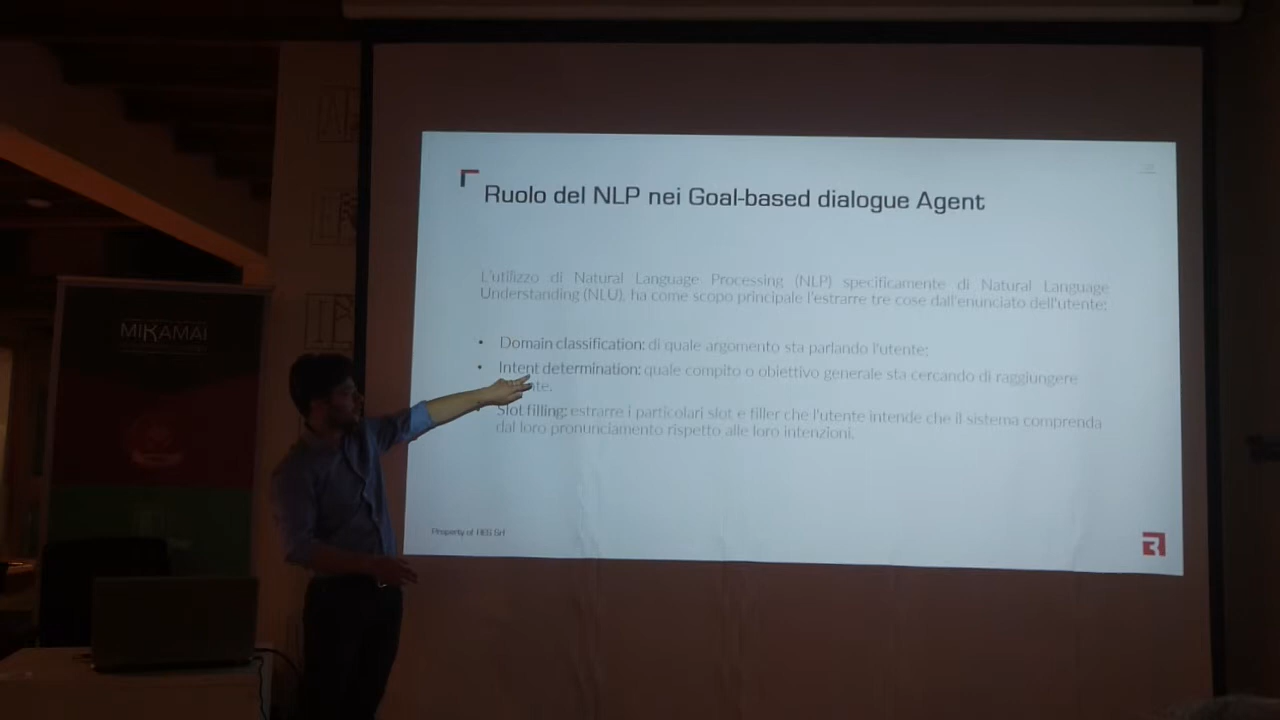 Ruolo del NLP nei Goal-based dialogue Agent
L'utilizzo di Natural Language Processing (NLP) specificamente di Natural Language
Understanding (NLU), ha come scopo principale l'estrarre tre cose dall'enunciato dell'utente:
• Domain classification: di quale argomento sta parlando l'utente;
• Intent determination: quale compito o obiettivo generale sta cercando di raggiungere
nte.
Slot filling: estrarre i particolari slot e filler che l'utente intende che il sistema comprenda
dal loro pronunciamento rispetto alle loro intenzioni.
Property of RES Srl
MIKAMAI